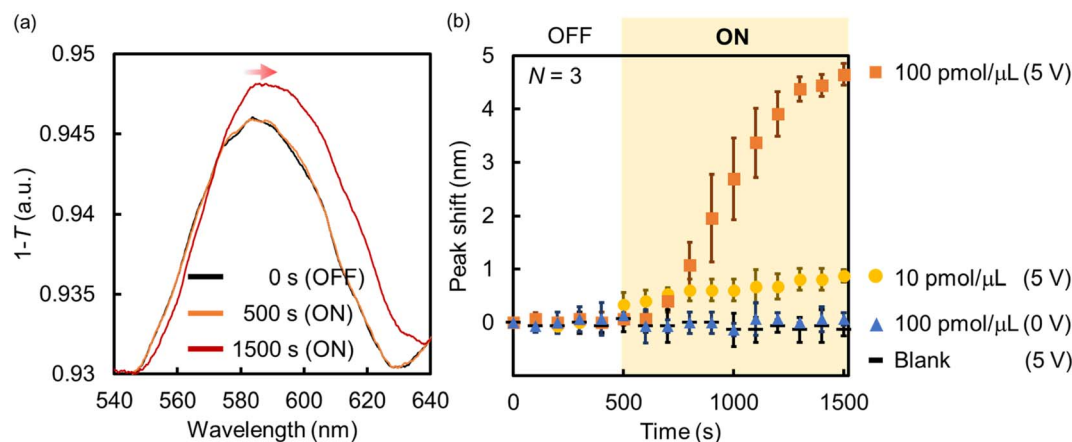 (a)
0.95
0.945
0.94
0.935
0.93
1-T (a.u.)
0 s (OFF)
500 s (ON)
1500 s (ON)
540 560 580 600 620 640
Wavelength (nm)
(b)
OFF ON
N = 3
5
4
3
2
1
0
Peak shift (nm)
0 500 1000 1500
Time (s)
100 pmol/μL (5 V)
10 pmol/μL (5V)
100 pmol/μL (0 V)
Blank (5 V)